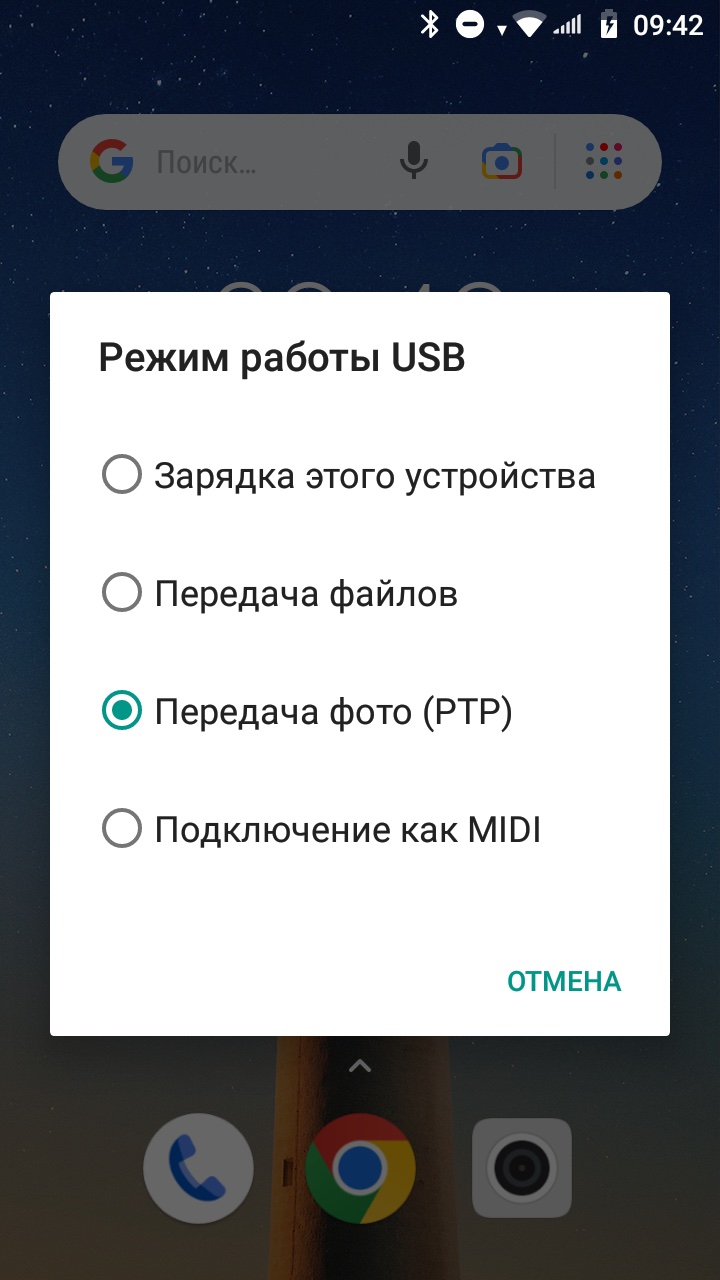 09:42
Поиск…
Режим работы USB
Зарядка этого устройства
Передача файлов
Передача фото (PTP)
Подключение как MIDI
ОТМЕНА